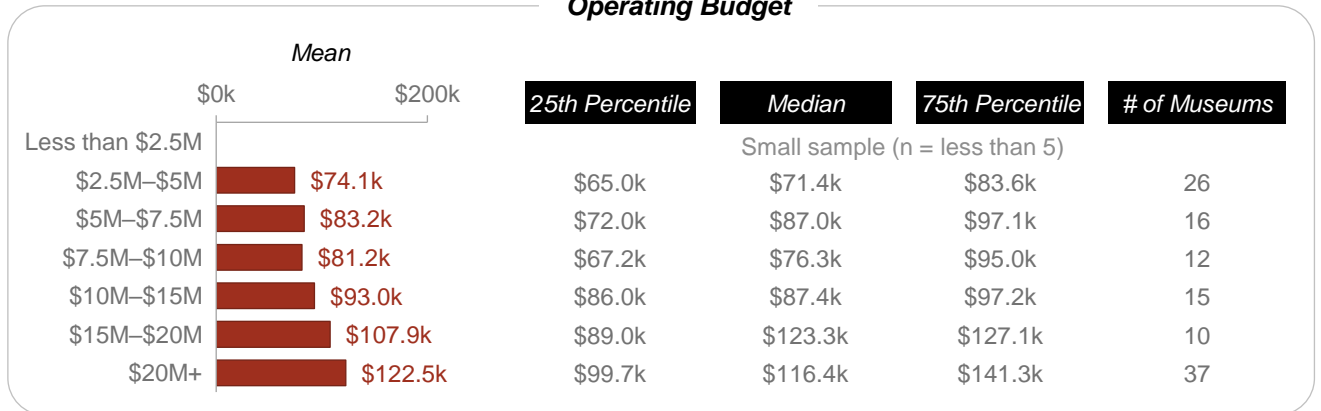 Operating Budget
Mean
$0k $200k 25th Percentile Median 75th Percentile # of Museums
Less than $2.5M Small sample (n = less than 5)
$2.5M–$5M $74.1k $65.0k $71.4k $83.6k 26
$5M–$7.5M $83.2k $72.0k $87.0k $97.1k 16
$7.5M–$10M $81.2k $67.2k $76.3k $95.0k 12
$10M–$15M $93.0k $86.0k $87.4k $97.2k 15
$15M–$20M $107.9k $89.0k $123.3k $127.1k 10
$20M+ $122.5k $99.7k $116.4k $141.3k 37